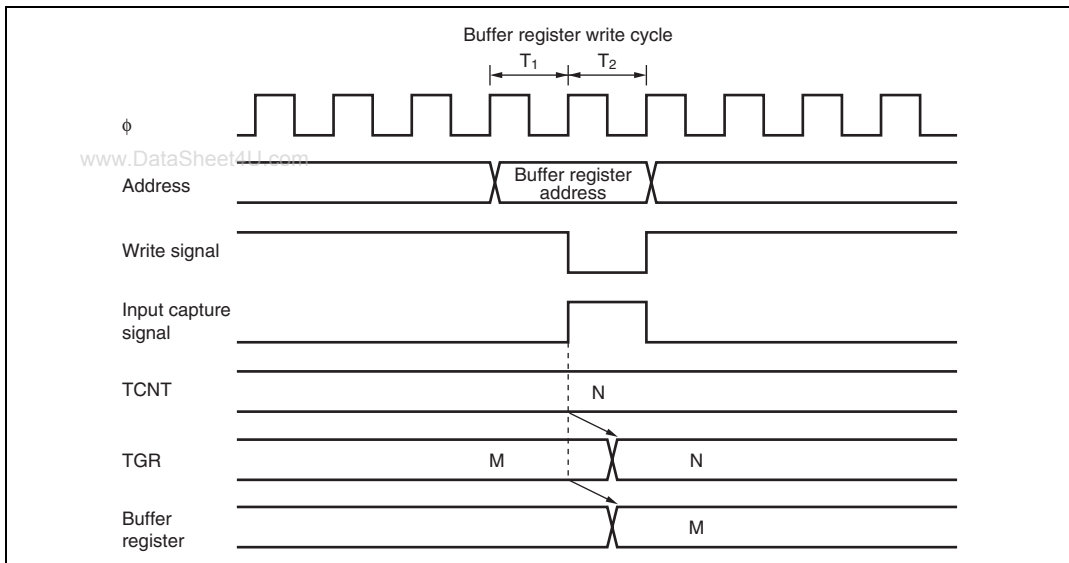 Buffer register write cycle
T1 T2
ϕ
www.DataSheet4U.com
Address
Buffer register
address
Write signal
Input capture
signal
TCNT
N
TGR
M N
Buffer
register
M